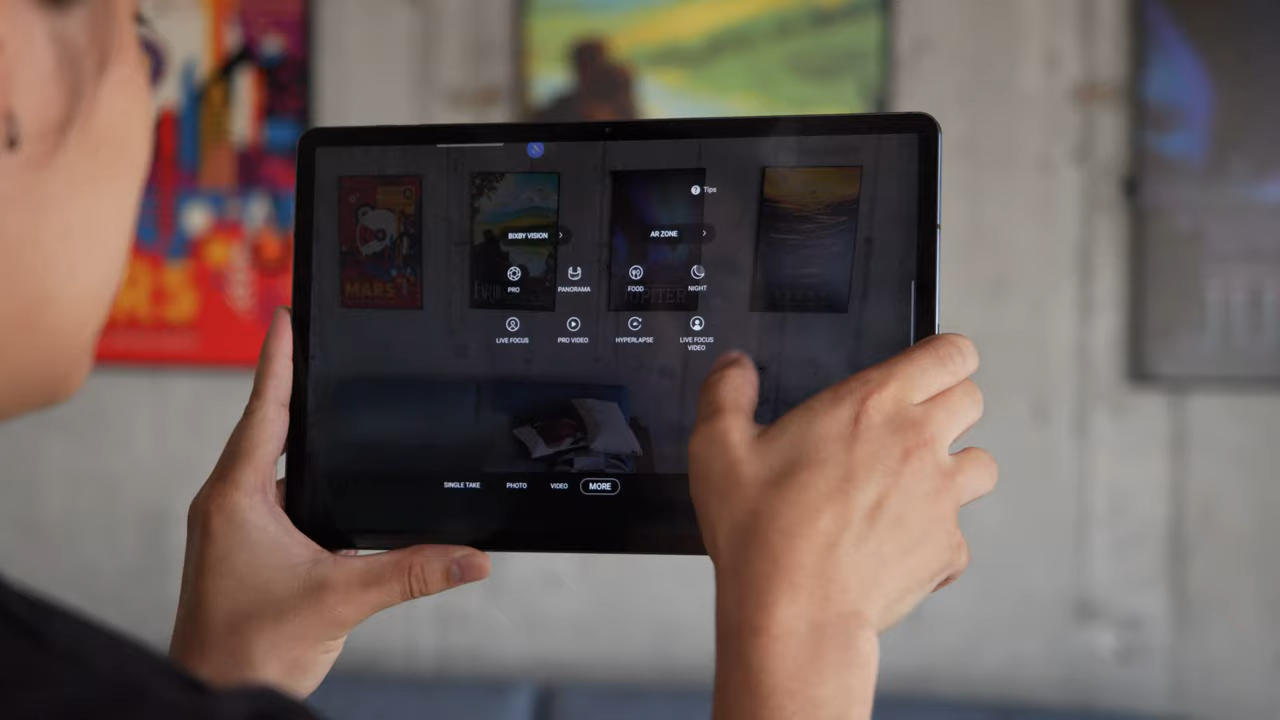 Tips
BIXBY VISION
AR ZONE
PRO
PANORAMA
FOOD
NIGHT
MARS
JUPITER
LIVE FOCUS
PRO VIDEO
HYPERLAPSE
LIVE FOCUS
VIDEO
SINGLE TAKE
PHOTO
VIDEO
MORE